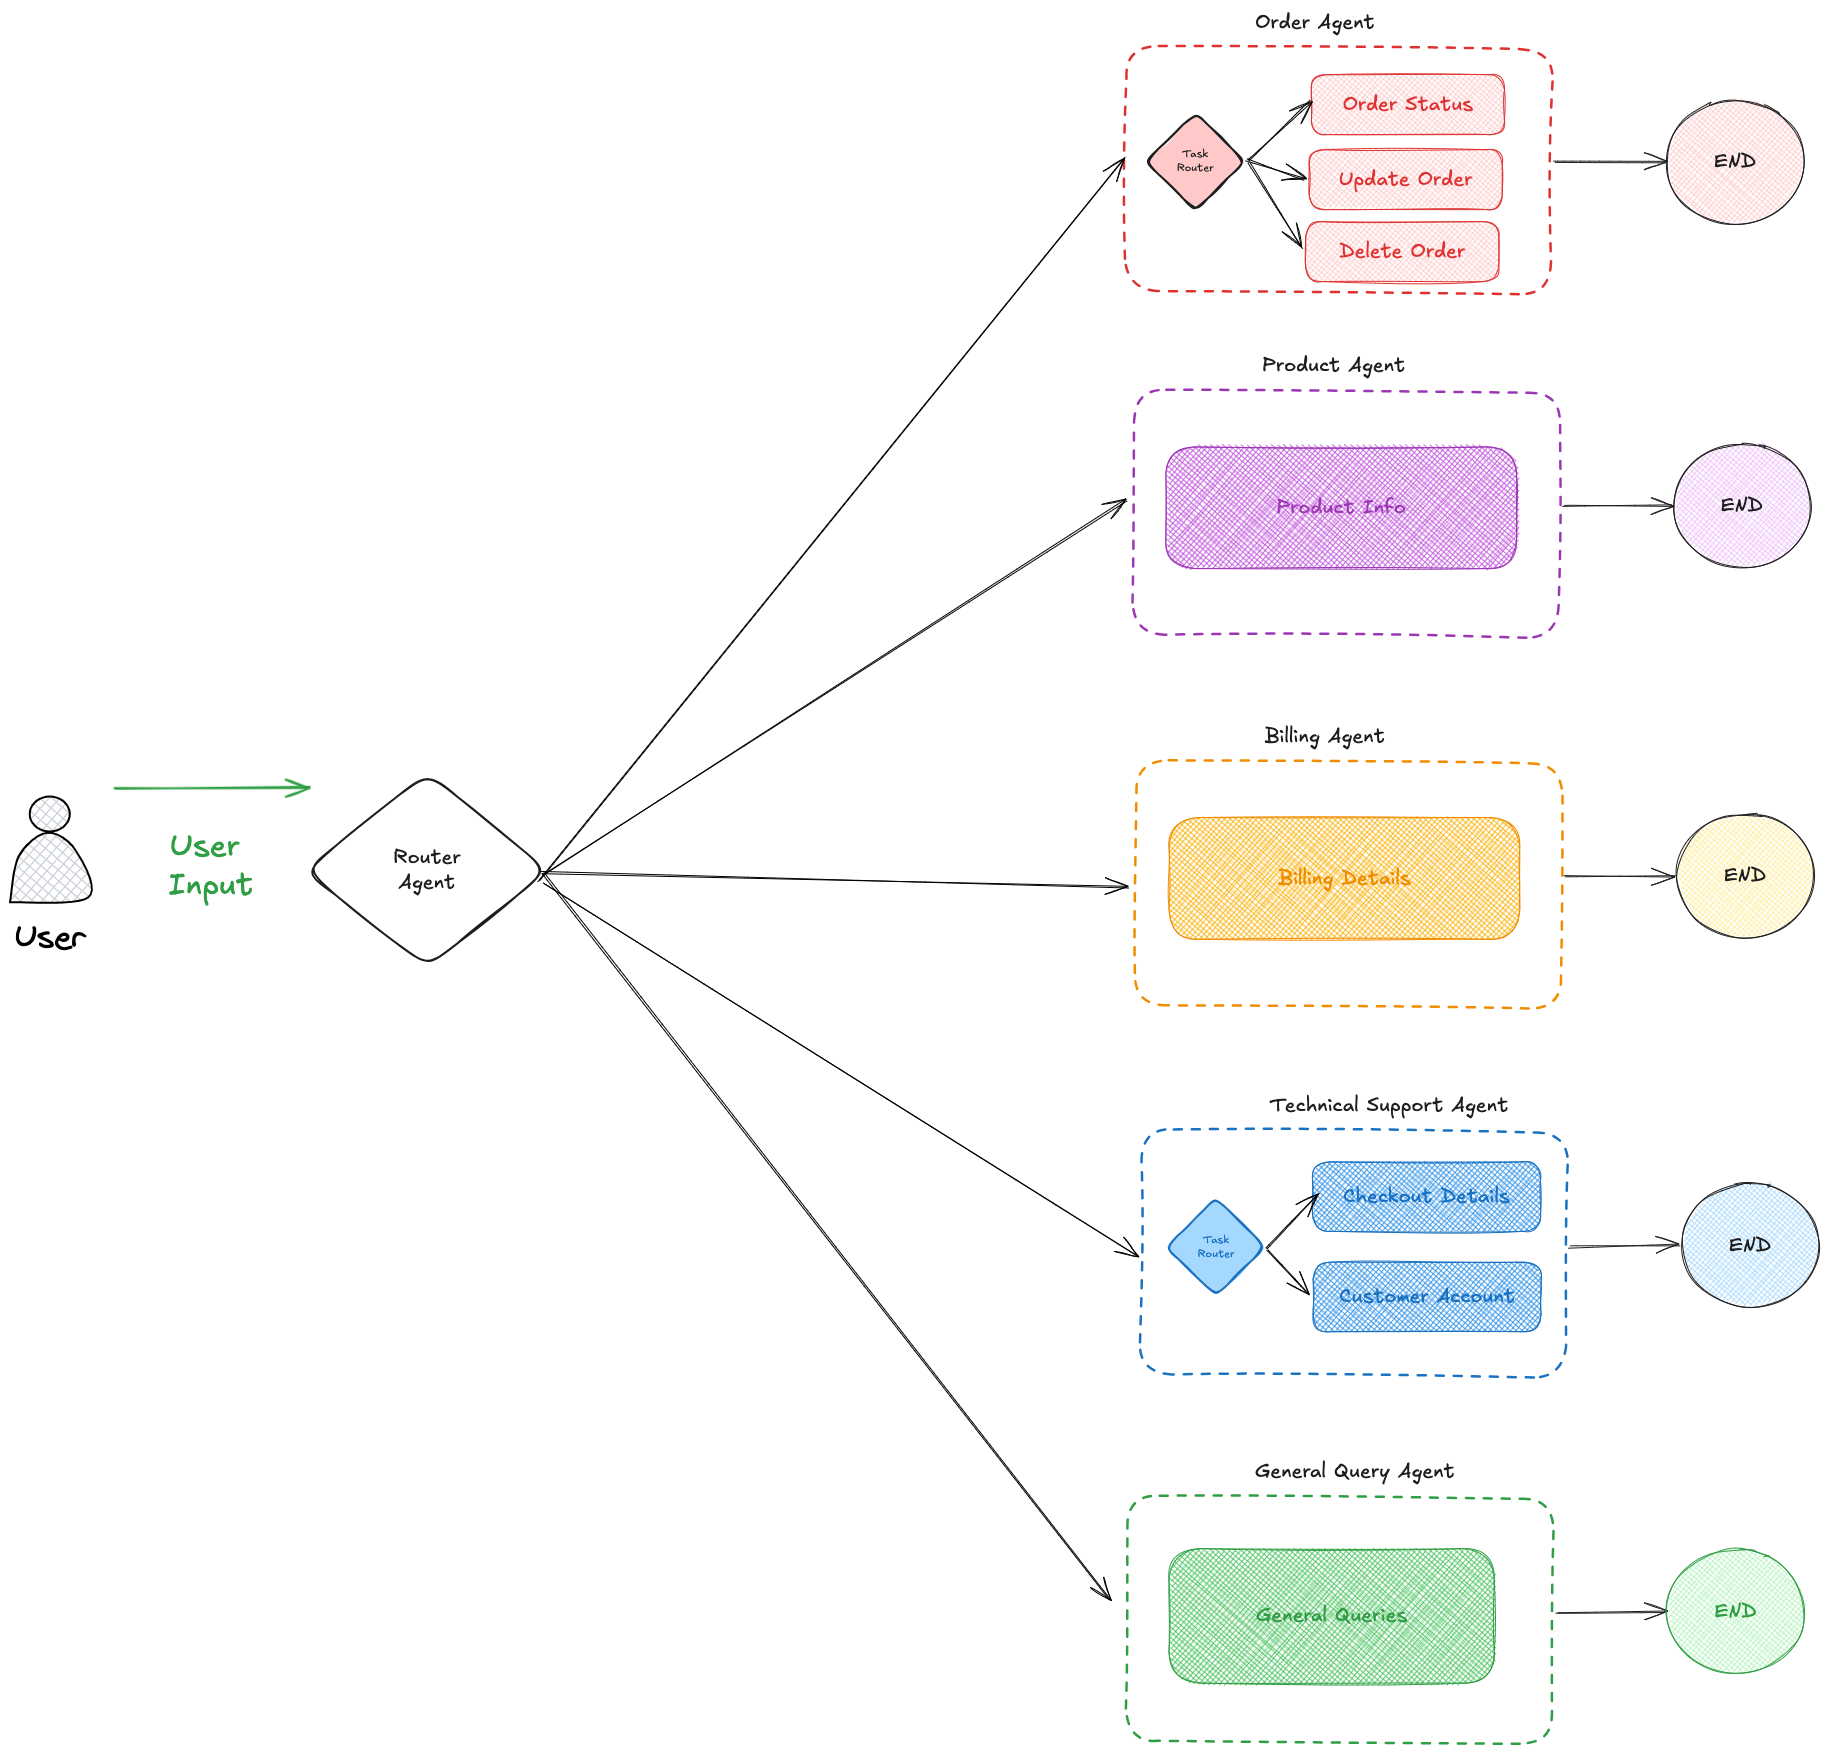 User
User
Input
Router
Agent
Order Agent
Task
Router
Order Status
Update Order
Delete Order
END
Product Agent
Product Info
END
Billing Agent
Billing Details
END
Technical Support Agent
Task
Router
Checkout Details
Customer Account
END
General Query Agent
General Queries
END